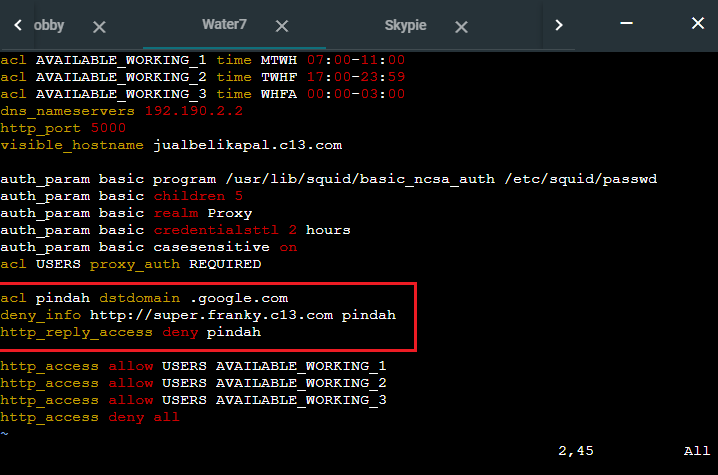 obby
Water7
Skypie
acl AVAILABLE_WORKING_1 time MTWH 07:00-11:00
acl AVAILABLE_WORKING_2 time TWHF 17:00-23:59
acl AVAILABLE_WORKING_3 time WHFA 00:00-03:00
dns_nameservers 192.190.2.2
http_port 5000
visible_hostname jualbelikapal.c13.com
auth_param basic program /usr/lib/squid/basic_ncsa_auth /etc/squid/passwd
auth_param basic children 5
auth_param basic realm Proxy
auth_param basic credentialsttl 2 hours
auth_param basic casesensitive on
acl USERS proxy_auth REQUIRED
acl pindah dstdomain .google.com
deny_info http://super.franky.c13.com pindah
http_reply_access deny pindah
http_access allow USERS AVAILABLE_WORKING_1
http_access allow USERS AVAILABLE_WORKING_2
http_access allow USERS AVAILABLE_WORKING_3
http_access deny all
~
2,45 All